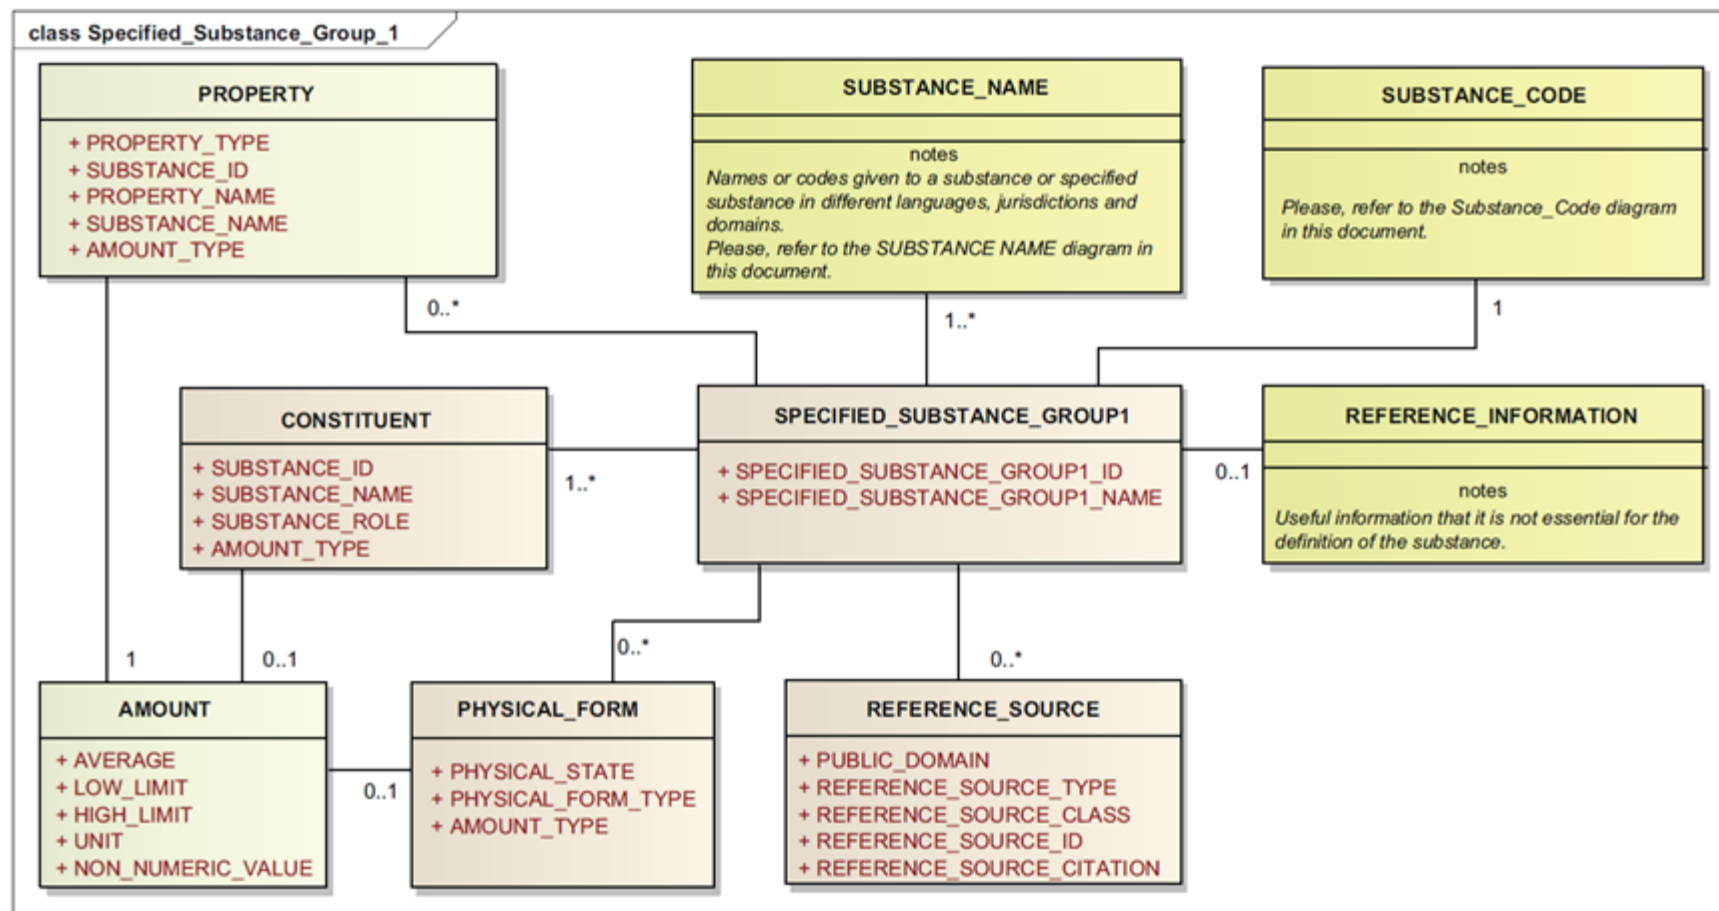 class Specified_Substance_Group_1
PROPERTY
+ PROPERTY_TYPE
+ SUBSTANCE_ID
+ PROPERTY_NAME
+ SUBSTANCE_NAME
+ AMOUNT_TYPE
SUBSTANCE_NAME
notes
Names or codes given to a substance or specified
substance in different languages, jurisdictions and
domains.
Please, refer to the SUBSTANCE NAME diagram in
this document.
SUBSTANCE_CODE
notes
Please, refer to the Substance_Code diagram
in this document.
0..*
1..*
1
CONSTITUENT
+ SUBSTANCE_ID
+ SUBSTANCE_NAME
+ SUBSTANCE_ROLE
+ AMOUNT_TYPE
1..*
SPECIFIED_SUBSTANCE_GROUP1
+ SPECIFIED_SUBSTANCE_GROUP1_ID
+ SPECIFIED_SUBSTANCE_GROUP1_NAME
0..1
REFERENCE_INFORMATION
notes
Useful information that it is not essential for the
definition of the substance.
1
0..1
0..*
0..*
AMOUNT
+ AVERAGE
+ LOW_LIMIT
+ HIGH_LIMIT
+ UNIT
+ NON_NUMERIC_VALUE
0..1
PHYSICAL_FORM
+ PHYSICAL_STATE
+ PHYSICAL_FORM_TYPE
+ AMOUNT_TYPE
REFERENCE_SOURCE
+ PUBLIC_DOMAIN
+ REFERENCE_SOURCE_TYPE
+ REFERENCE_SOURCE_CLASS
+ REFERENCE_SOURCE_ID
+ REFERENCE_SOURCE_CITATION